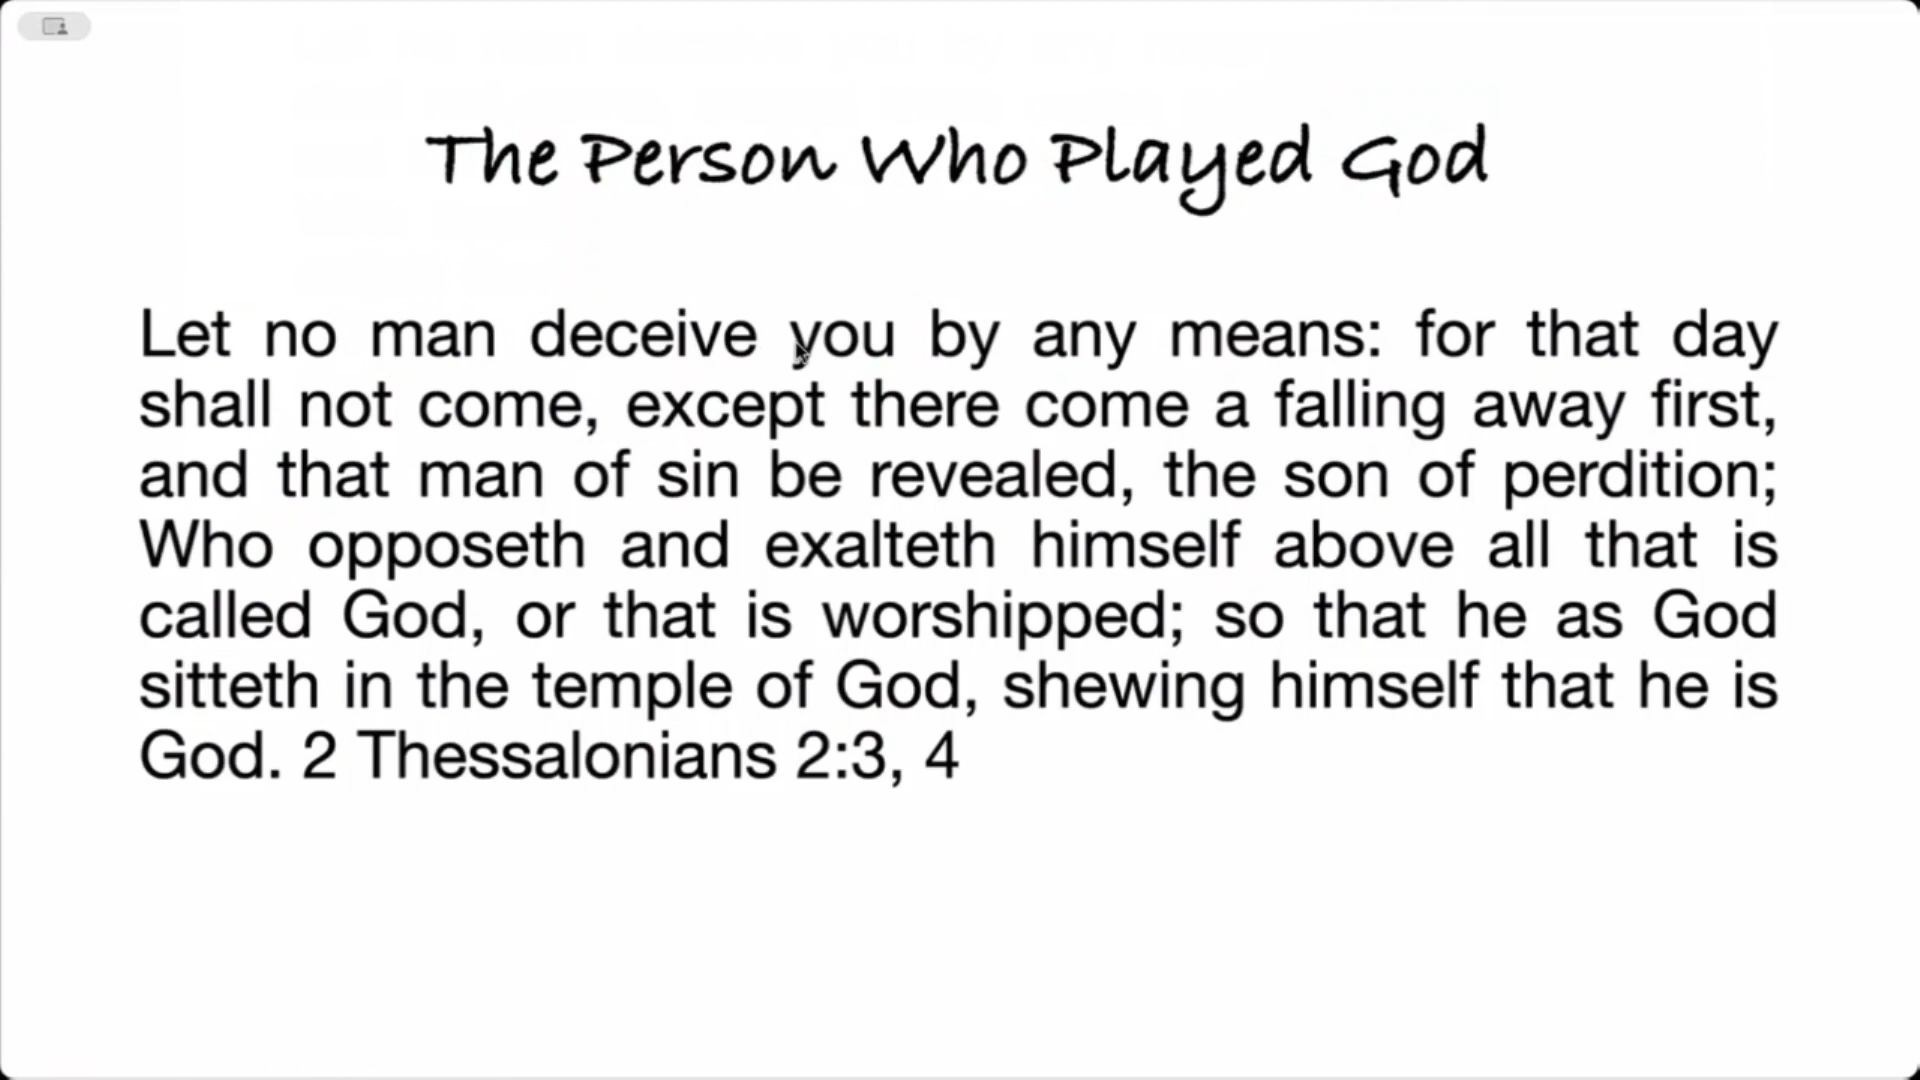 The Person Who Played God
Let no man deceive you by any means: for that day
shall not come, except there come a falling away first,
and that man of sin be revealed, the son of perdition;
Who opposeth and exalteth himself above all that is
called God, or that is worshipped; so that he as God
sitteth in the temple of God, shewing himself that he is
God. 2 Thessalonians 2:3, 4